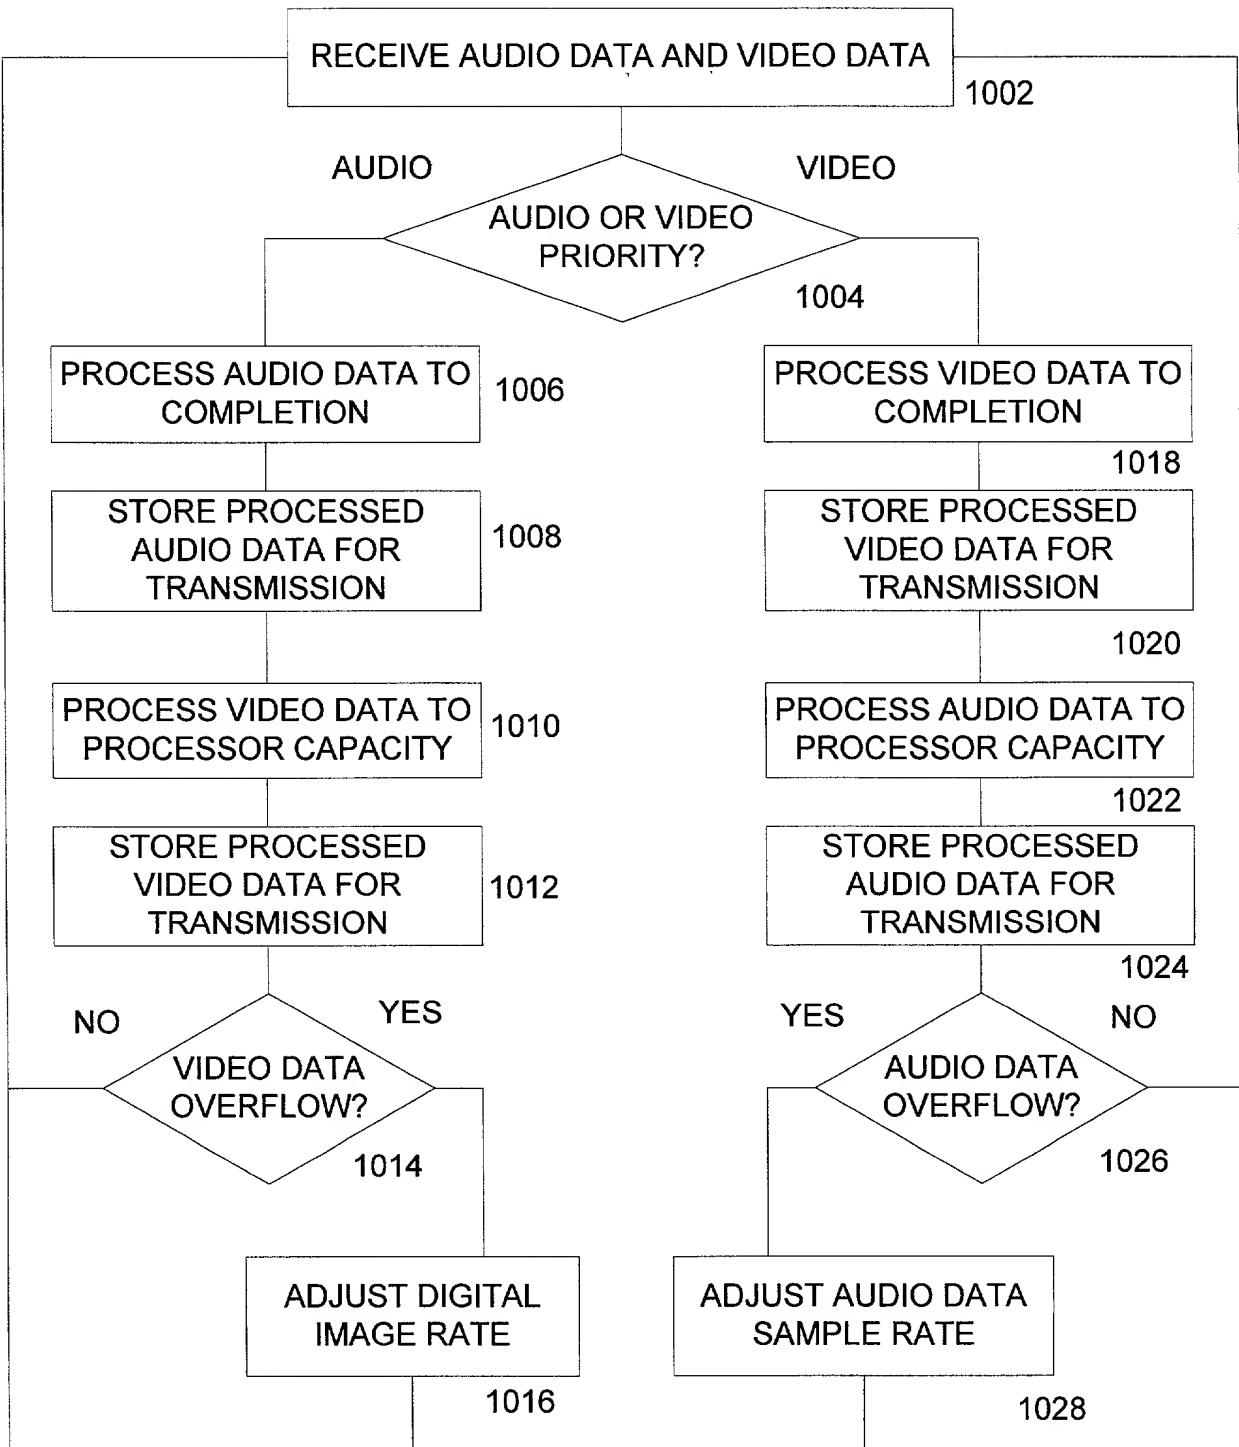 RECEIVE AUDIO DATA AND VIDEO DATA
1002
AUDIO
VIDEO
AUDIO OR VIDEO
PRIORITY?
1004
PROCESS AUDIO DATA TO
COMPLETION
1006
STORE PROCESSED
AUDIO DATA FOR
TRANSMISSION
1008
PROCESS VIDEO DATA TO
PROCESSOR CAPACITY
1010
STORE PROCESSED
VIDEO DATA FOR
TRANSMISSION
1012
NO
YES
VIDEO DATA
OVERFLOW?
1014
ADJUST DIGITAL
IMAGE RATE
1016
PROCESS VIDEO DATA TO
COMPLETION
1018
STORE PROCESSED
VIDEO DATA FOR
TRANSMISSION
1020
PROCESS AUDIO DATA TO
PROCESSOR CAPACITY
1022
STORE PROCESSED
AUDIO DATA FOR
TRANSMISSION
1024
YES
NO
AUDIO DATA
OVERFLOW?
1026
ADJUST AUDIO DATA
SAMPLE RATE
1028